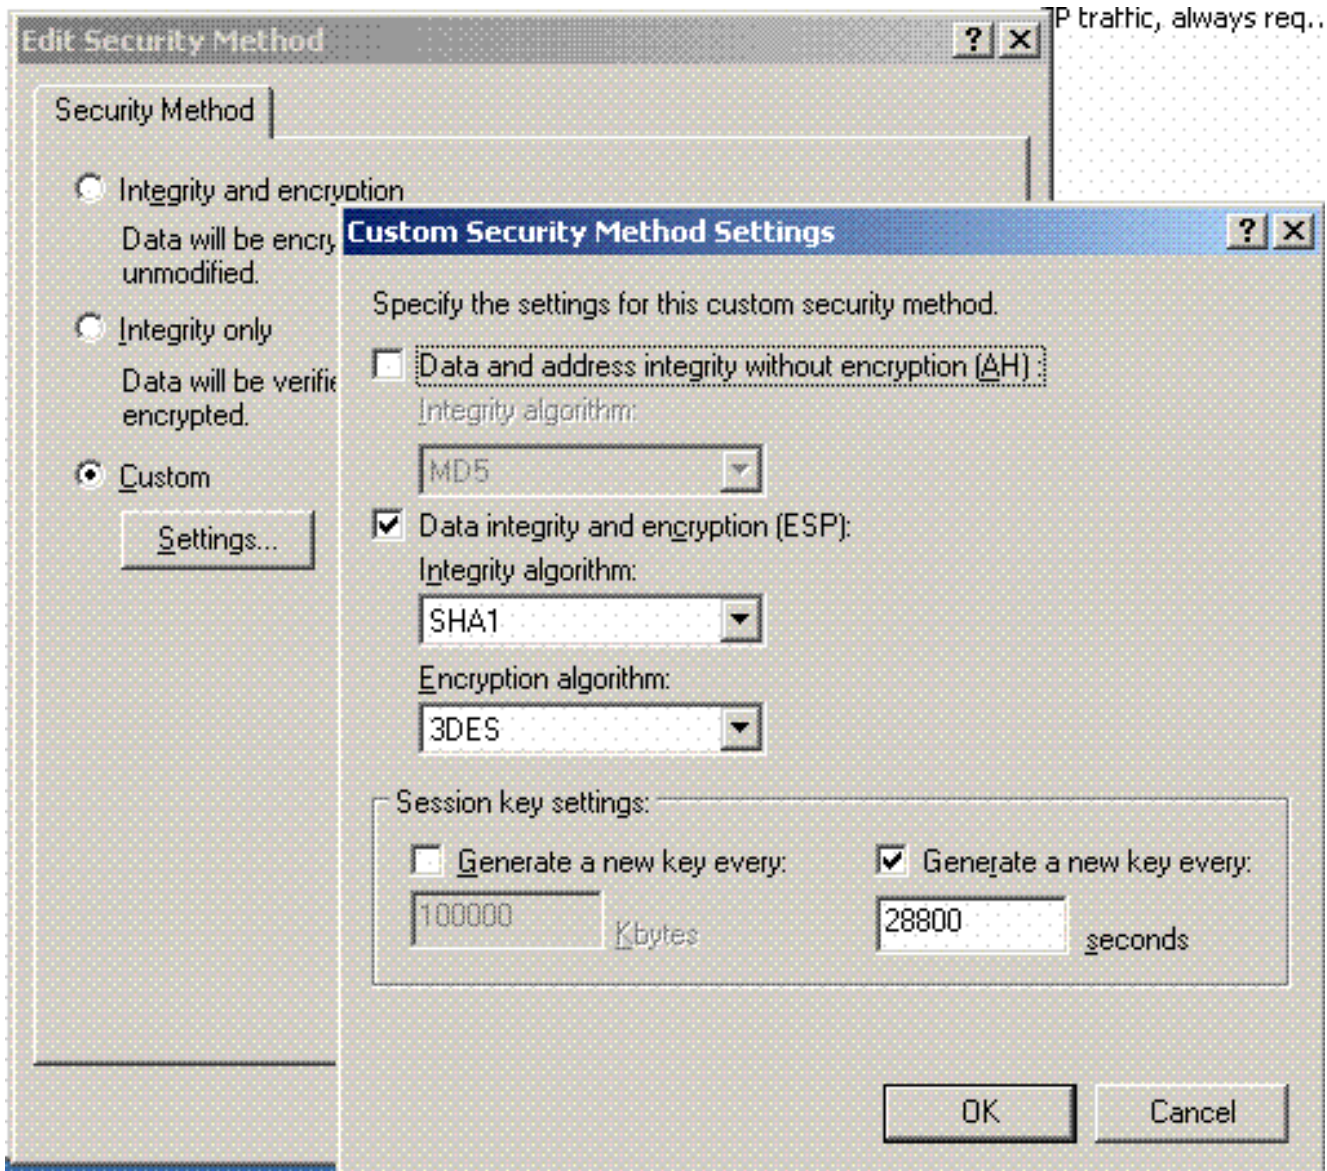 P traffic, always req..
Edit Security Method
Security Method
Integrity and encryption
Data will be encry
unmodified.
Integrity only
Data will be verifie
encrypted.
Custom
Settings...
Custom Security Method Settings
Specify the settings for this custom security method.
Data and address integrity without encryption (AH) :
Integrity algorithm:
MD5
Data integrity and encryption (ESP):
Integrity algorithm:
SHA1
Encryption algorithm:
3DES
Session key settings:
Generate a new key every:
100000 Kbytes
Generate a new key every:
28800 seconds
OK
Cancel